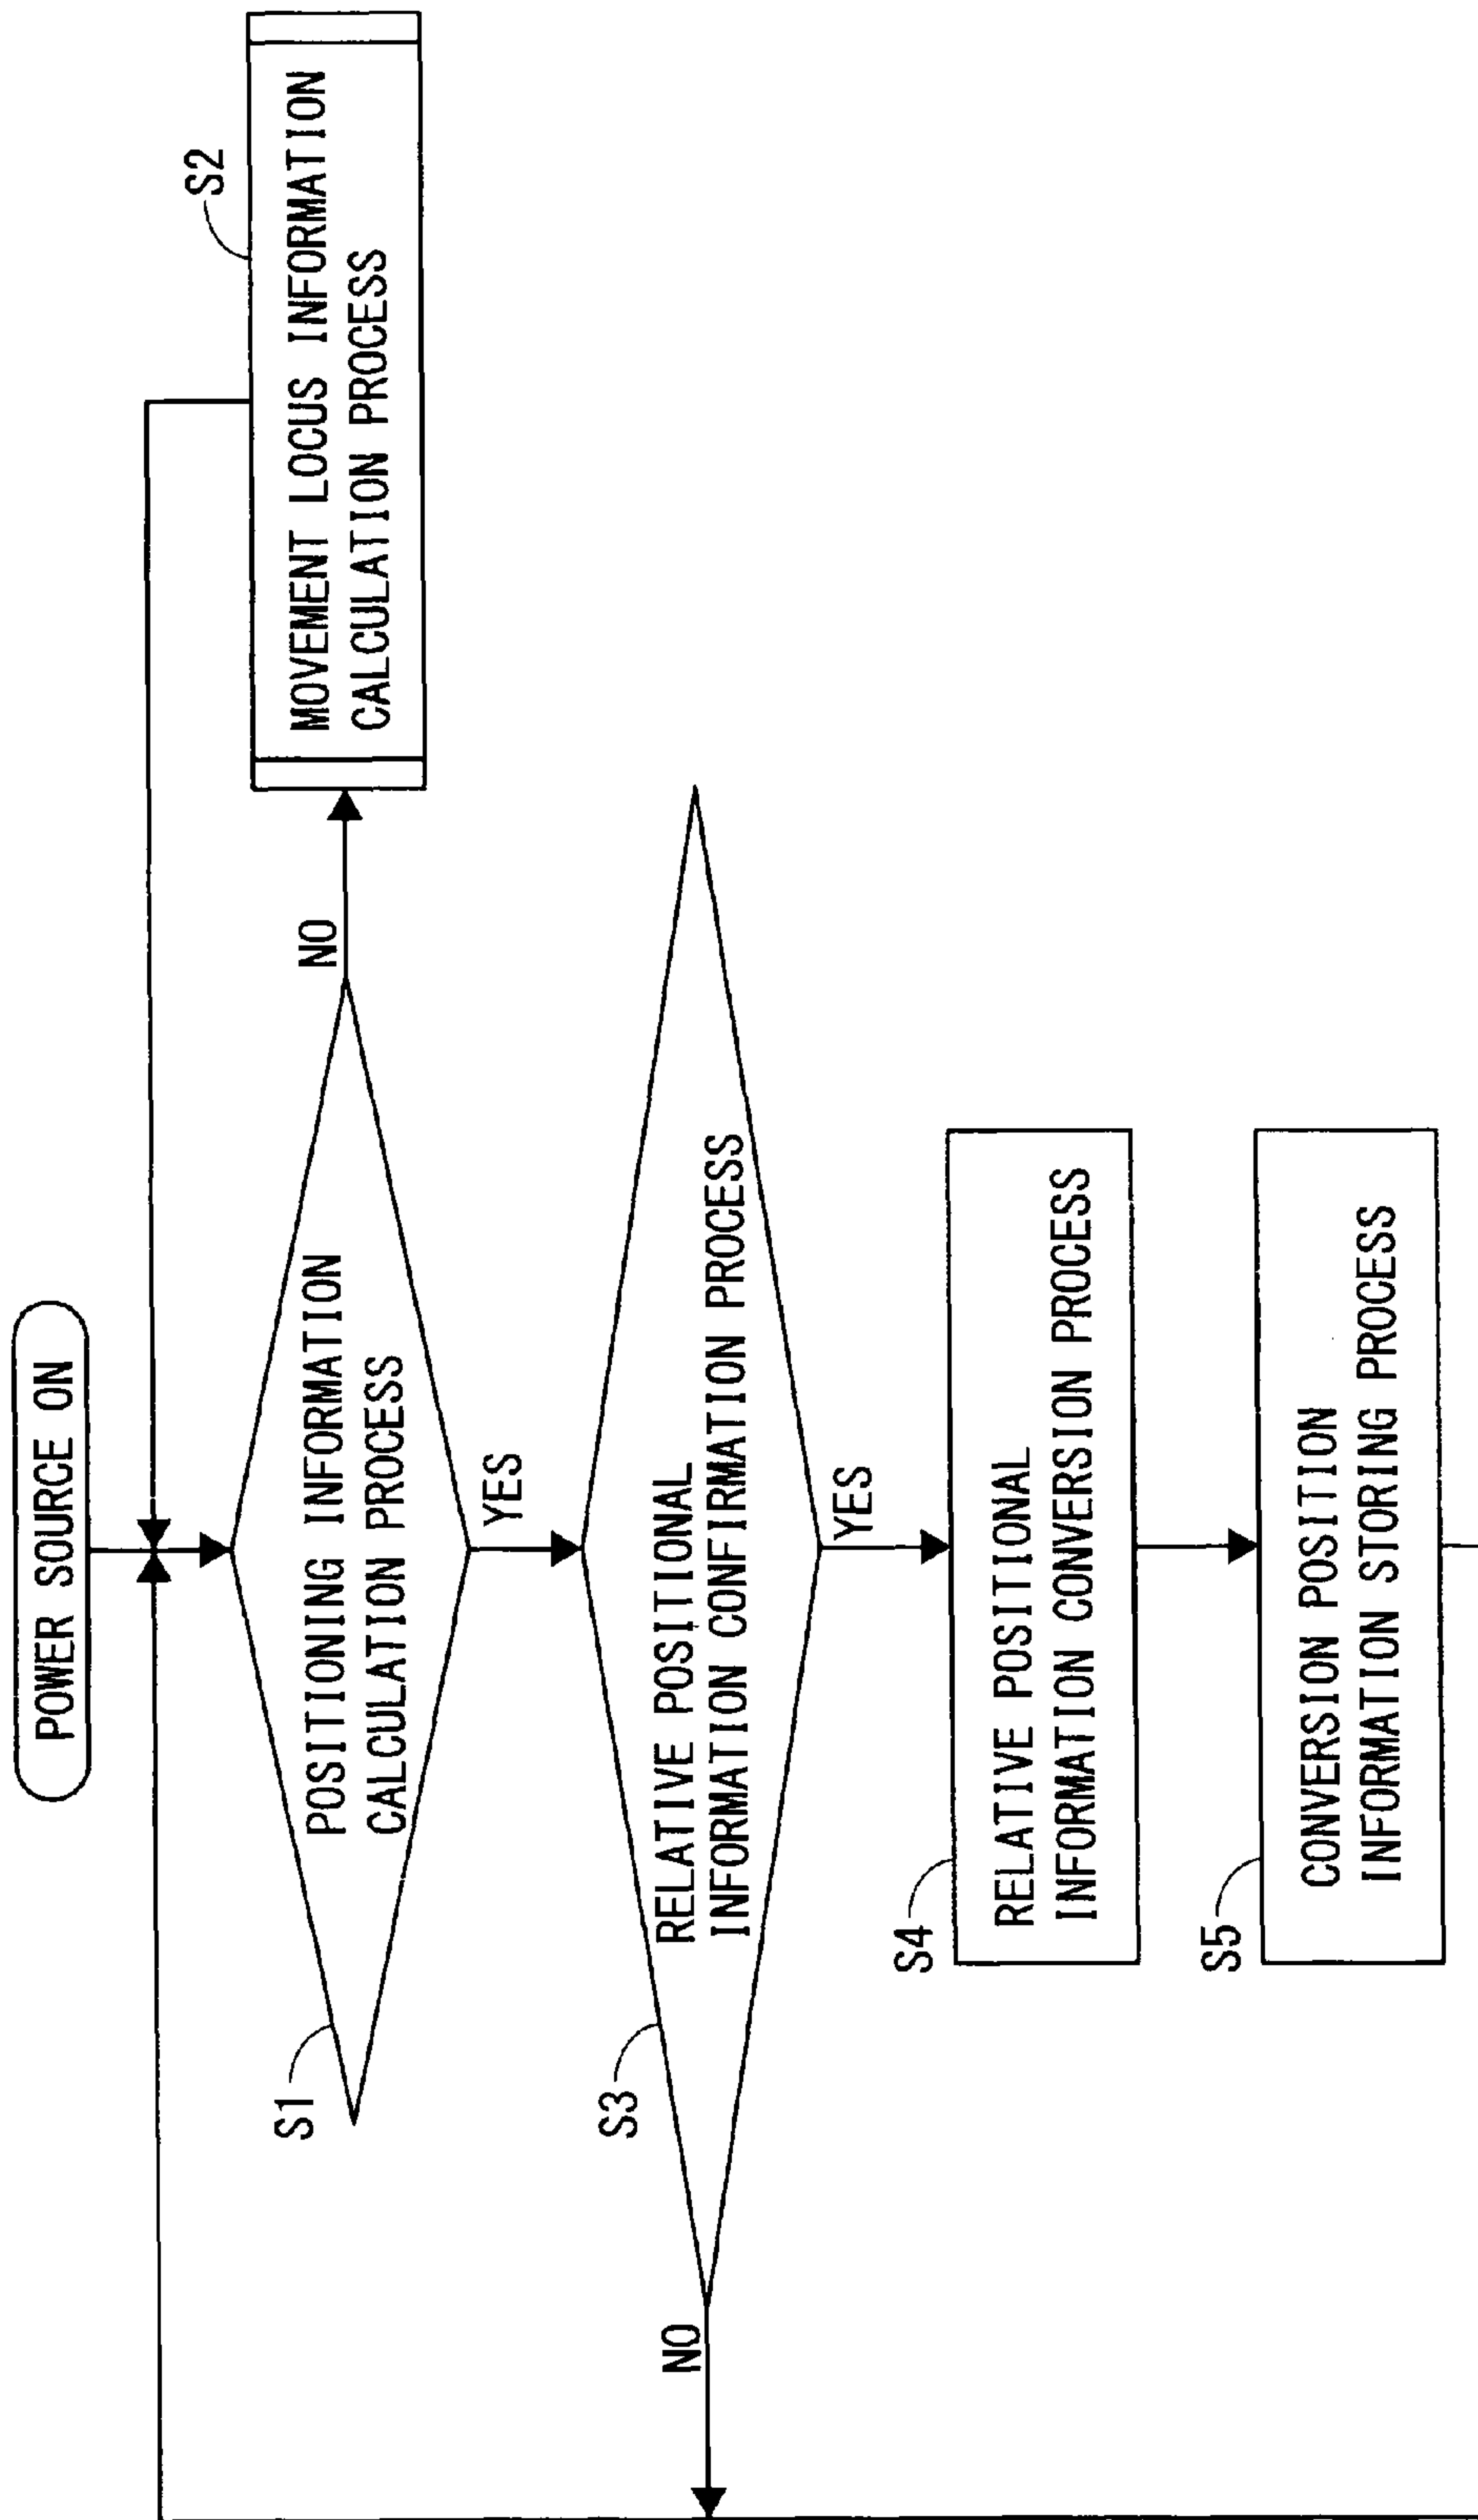 POWER SOURCE ON
S1
POSITIONING INFORMATION
CALCULATION PROCESS
NO
S2
MOVEMENT LOCUS INFORMATION
CALCULATION PROCESS
YES
S3
RELATIVE POSITIONAL
INFORMATION CONFIRMATION PROCESS
NO
YES
S4
RELATIVE POSITIONAL
INFORMATION CONVERSION PROCESS
S5
CONVERSION POSITION
INFORMATION STORING PROCESS